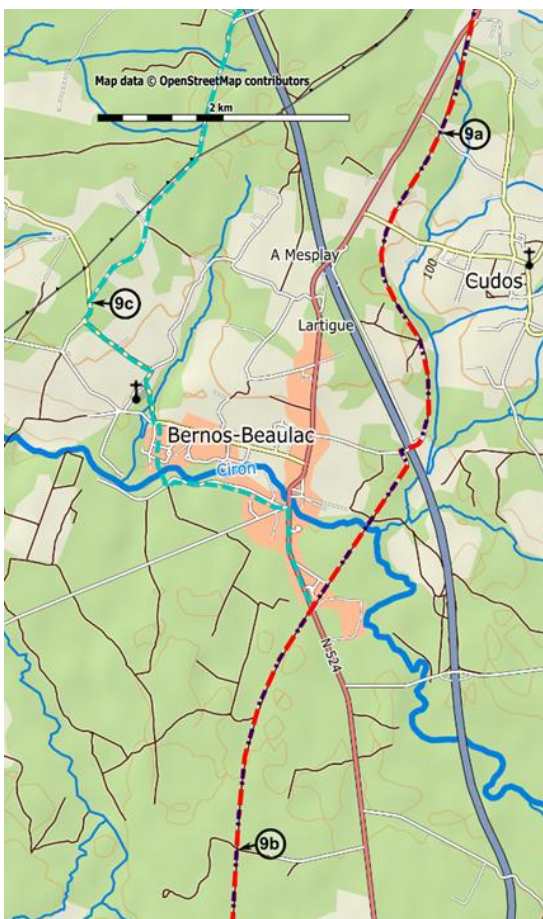 Map data © OpenStreetMap contributors
2 km
9a
A Mesplay
100
Cudos
9c
Lartigue
Bernos-Beaulac
Ciron
N 524
9b